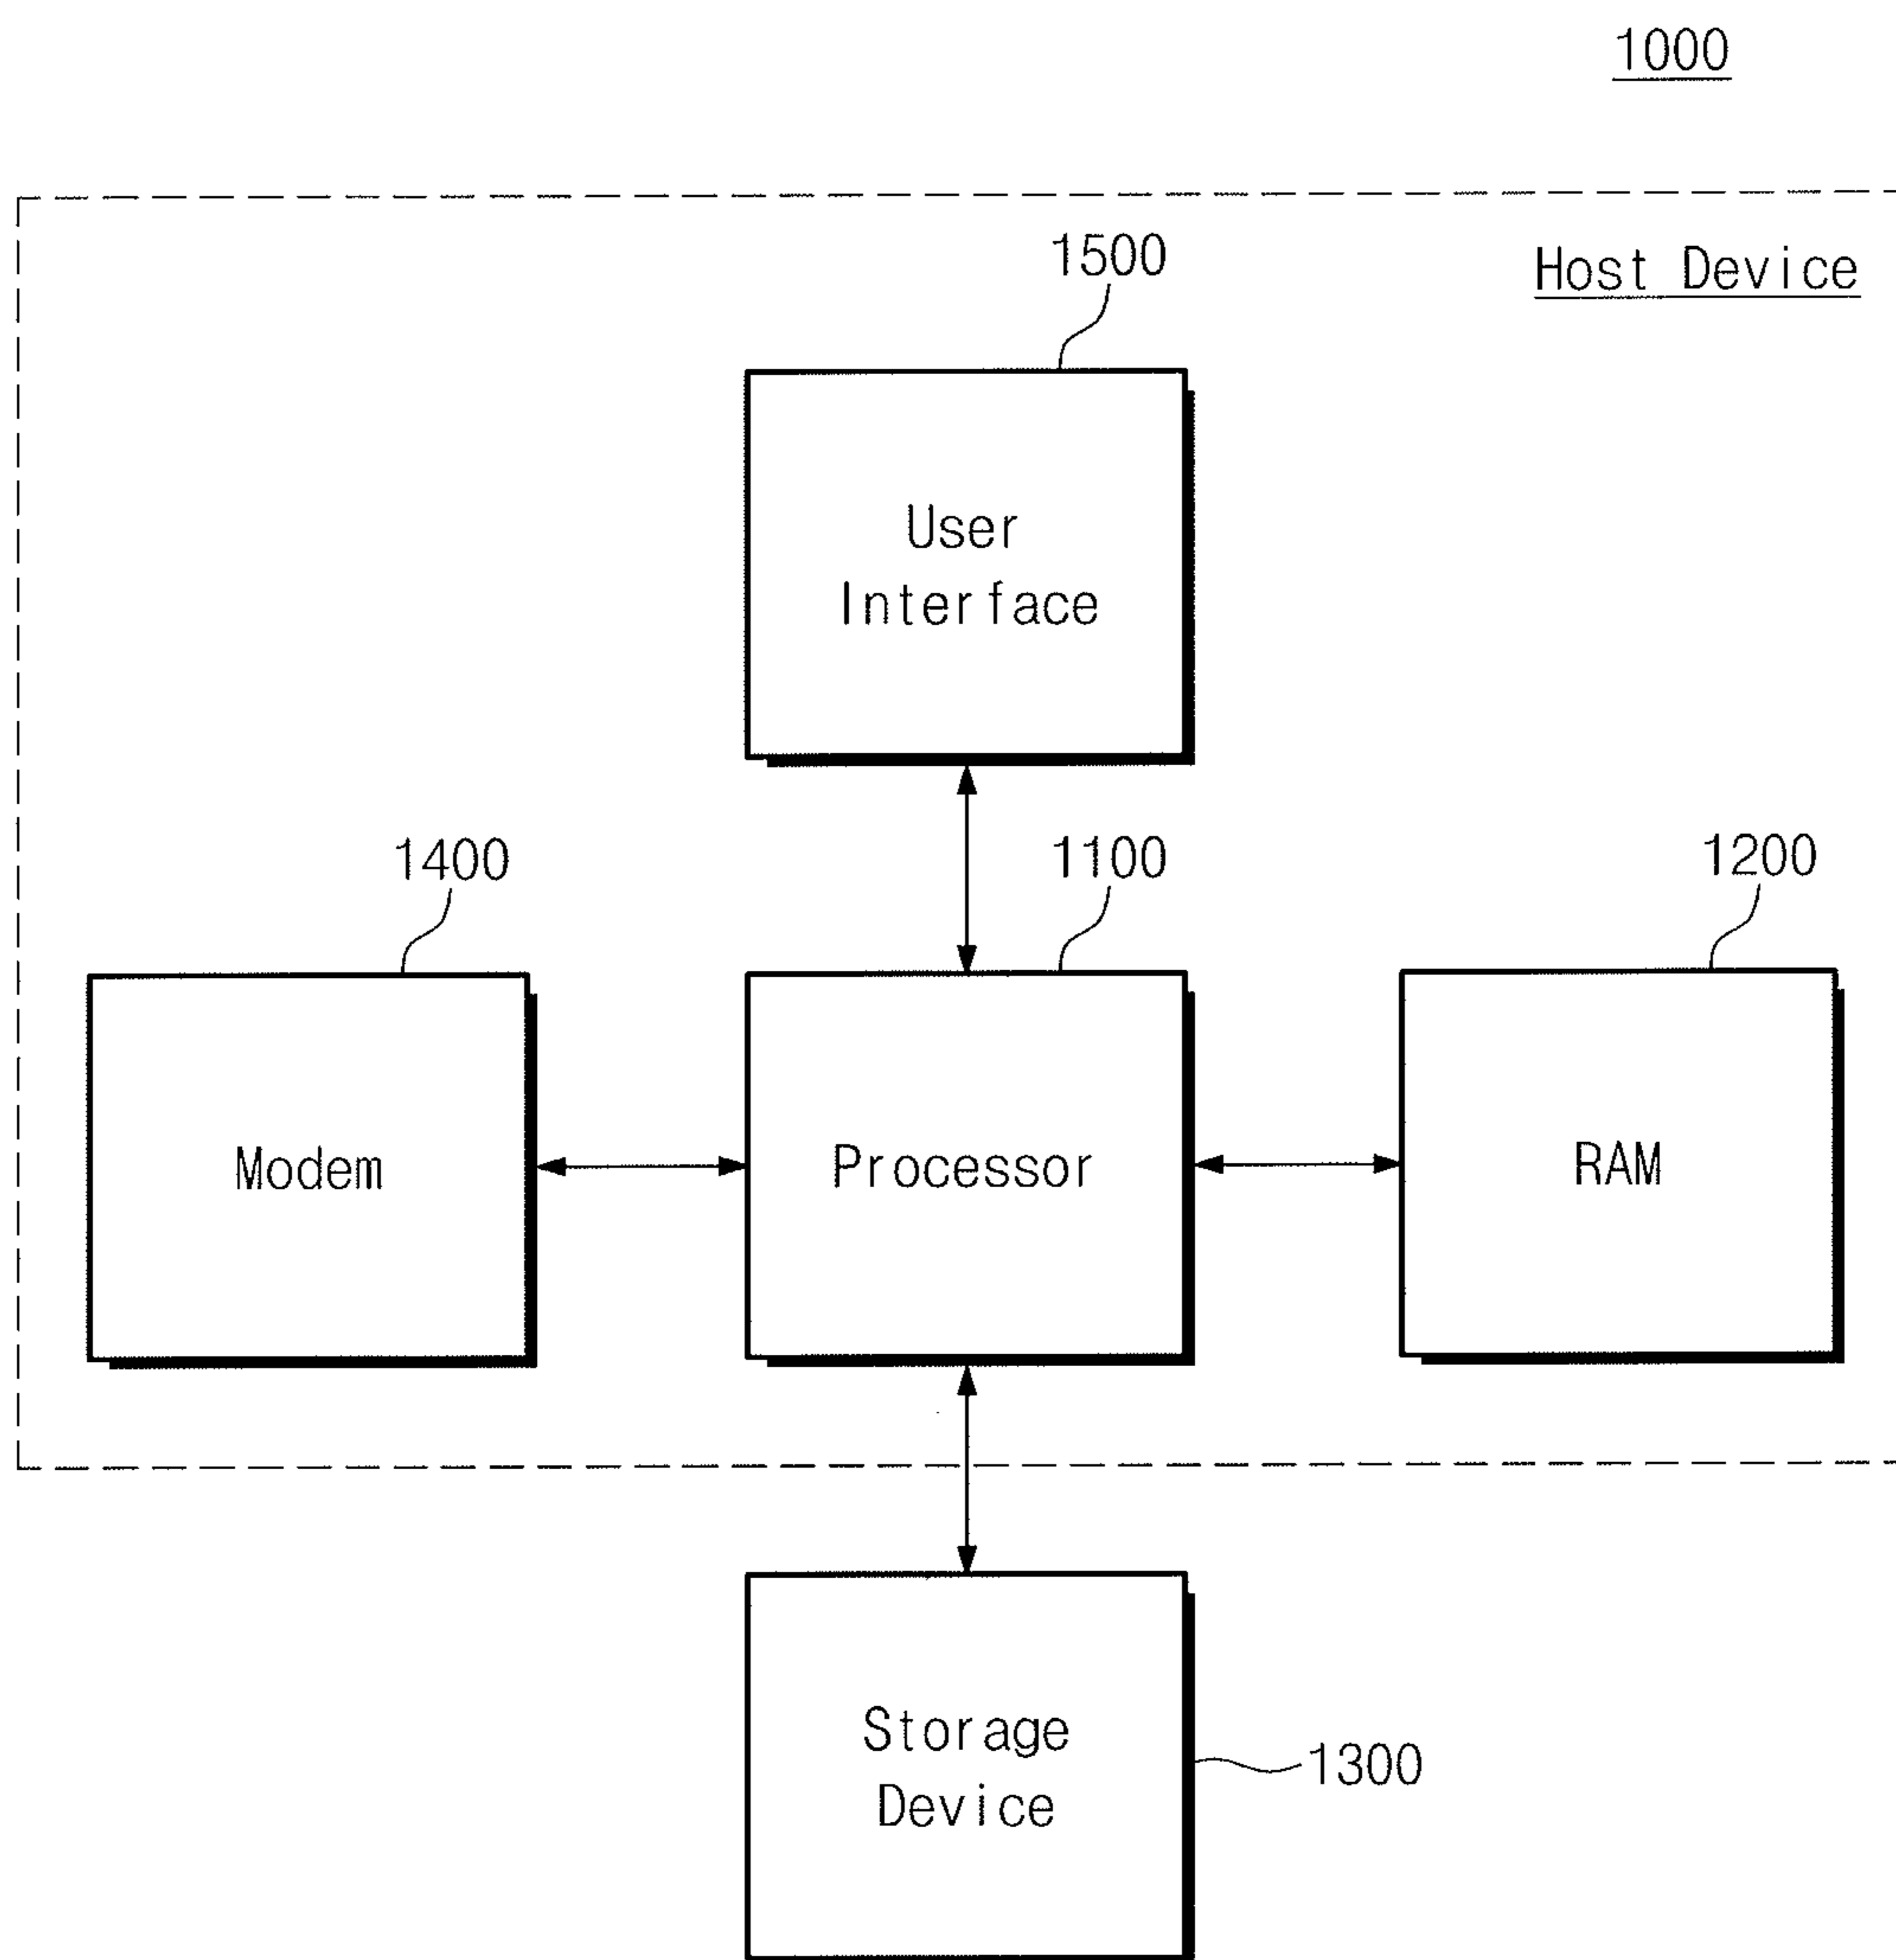 1000
Host Device
1500
User
Interface
1400
1100
1200
Modem
Processor
RAM
Storage
Device
1300